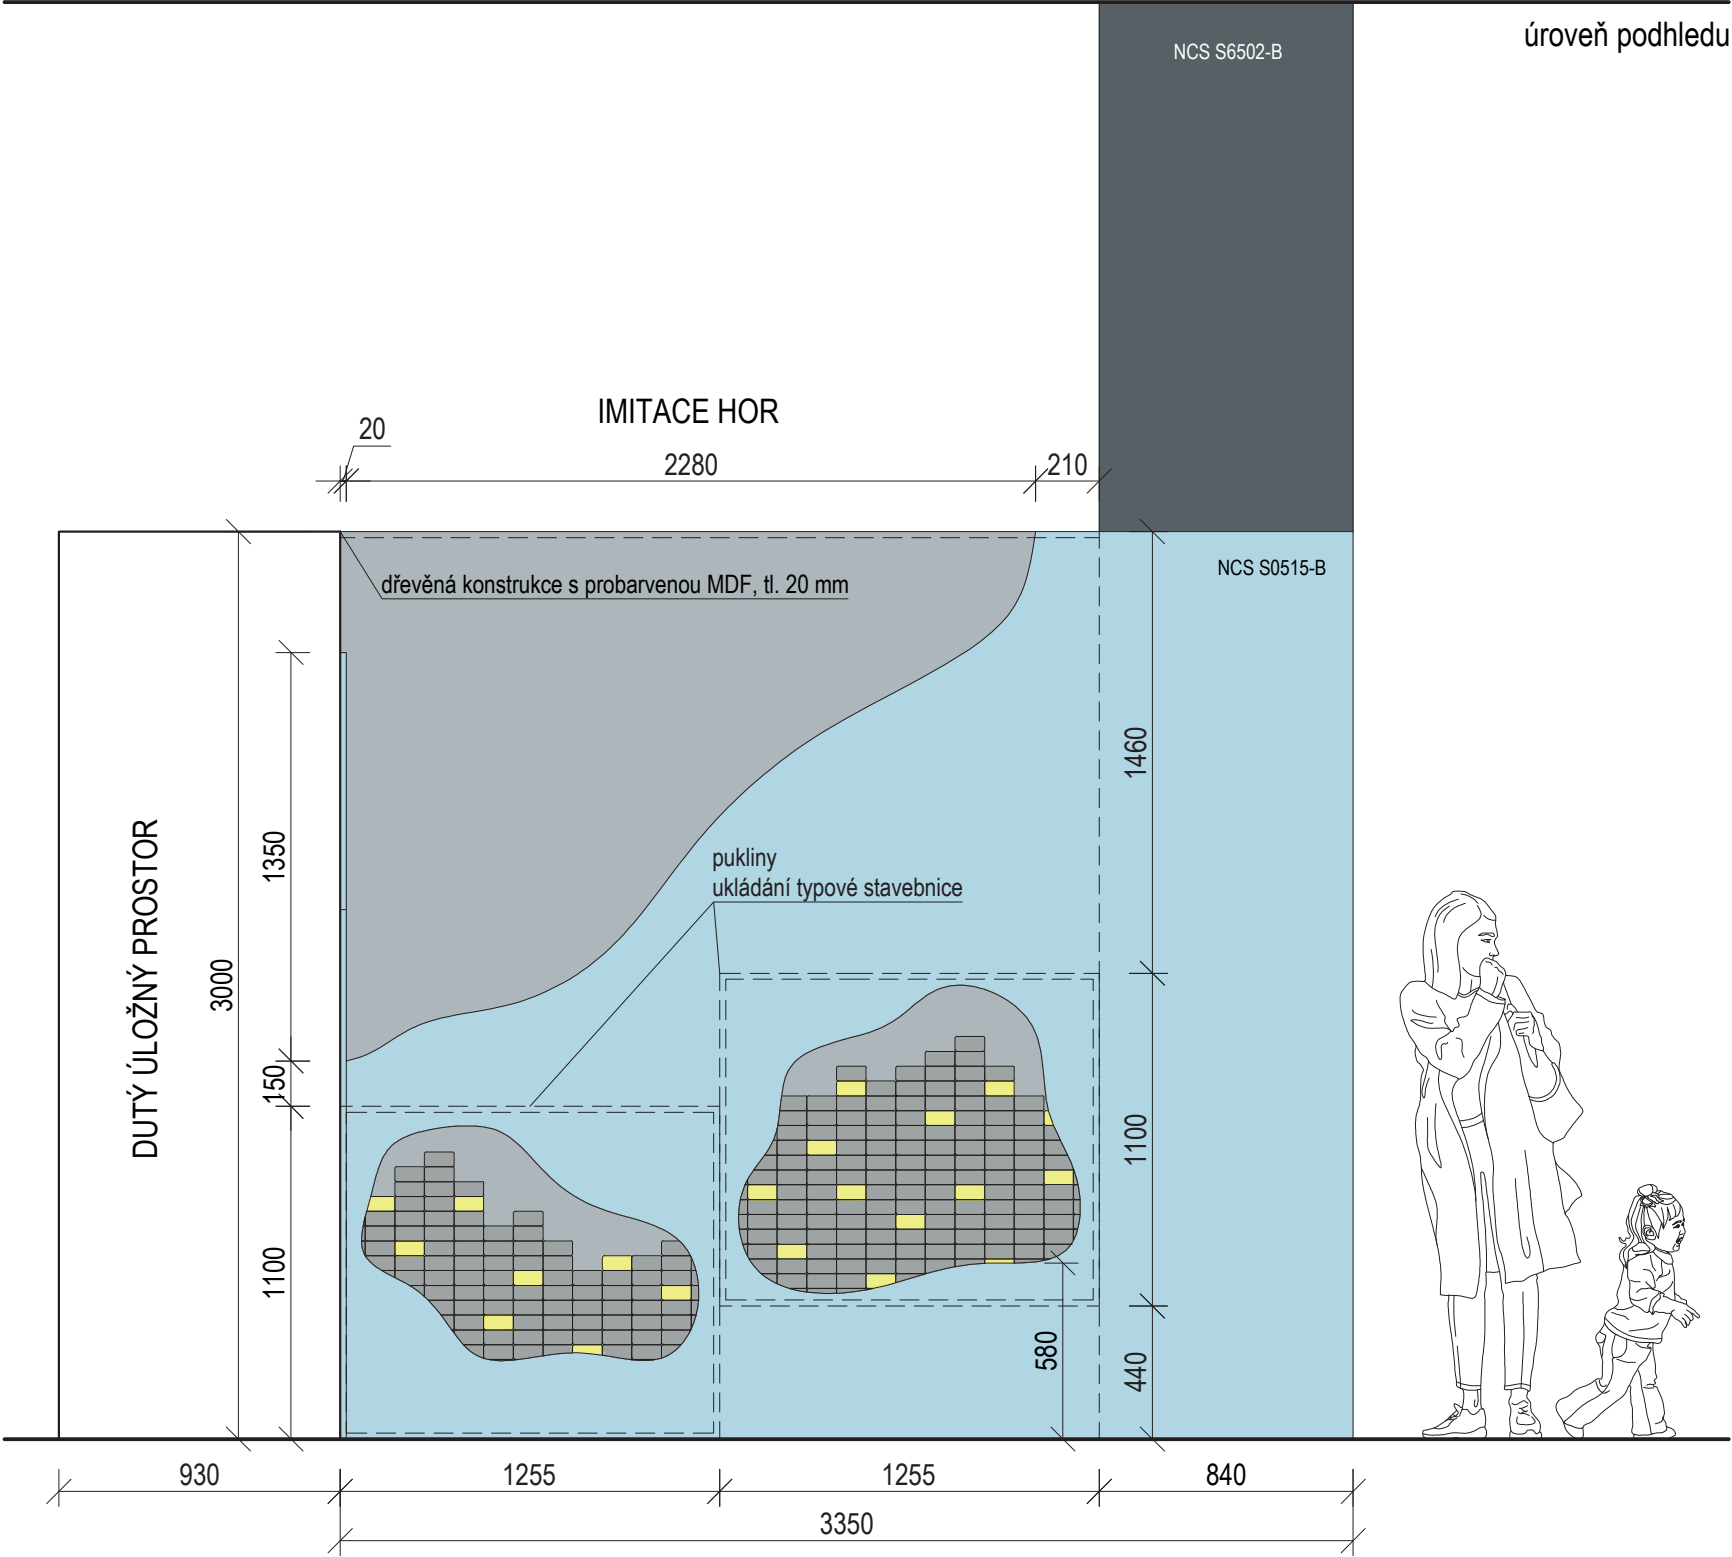 úroveň podhledu
NCS S6502-B
IMITACE HOR
20
2280
210
dřevěná konstrukce s probarvenou MDF, tl. 20 mm
NCS S0515-B
1460
1350
pukliny
ukládání typové stavebnice
DUTÝ ÚLOŽNÝ PROSTOR
3000
150
1100
1100
580
440
930
1255
1255
840
3350